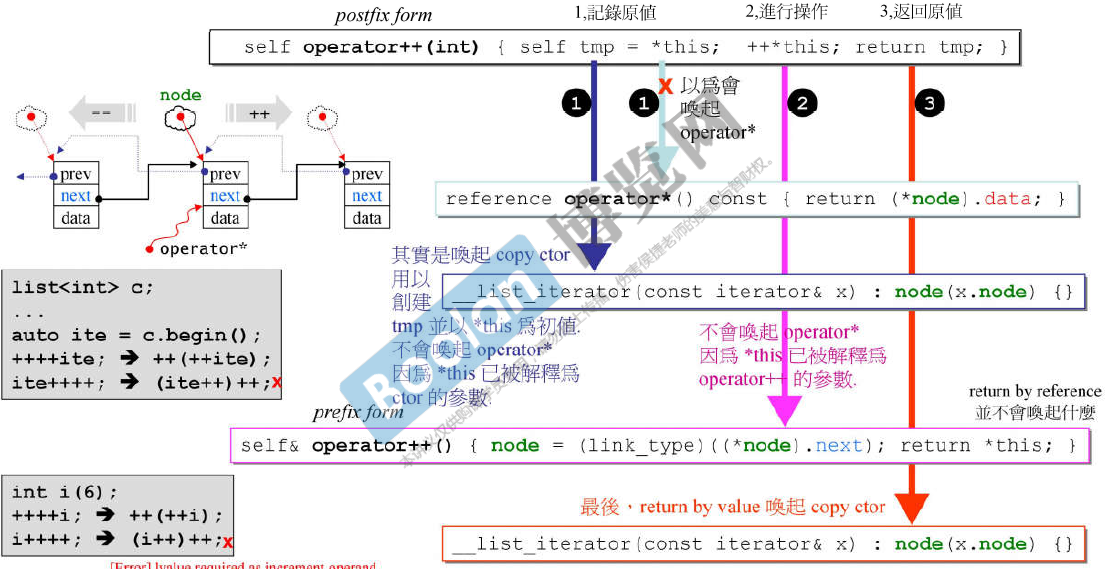 postfix form
1,記錄原值
2,進行操作
3,返回原值
self operator++(int) { self tmp = *this; ++*this; return tmp; }
1
x
1
以爲會
喚起
operator*
2
3
node
==
++
prev
next
data
prev
next
data
prev
next
data
operator*
reference operator*() const { return (*node).data; }
其實是喚起 copy ctor
用以
創建
tmp 並以 *this 爲初值.
不會喚起 operator*
因爲 *this 已被解釋爲
ctor 的參數.
__list_iterator(const iterator& x) : node(x.node) {}
list<int> c;
...
auto ite = c.begin();
++++ite; ➔ ++(++ite);
ite++++; ➔ (ite++)++;x
不會喚起 operator*
因爲 *this 已被解釋爲
operator++ 的參數.
return by reference
並不會喚起什麼
prefix form
self& operator++() { node = (link_type)((*node).next); return *this; }
int i(6);
++++i; ➔ ++(++i);
i++++; ➔ (i++)++;x
[Error] lvalue required as increment operand
最後，return by value 喚起 copy ctor
__list_iterator(const iterator& x) : node(x.node) {}
Boolan
博览网